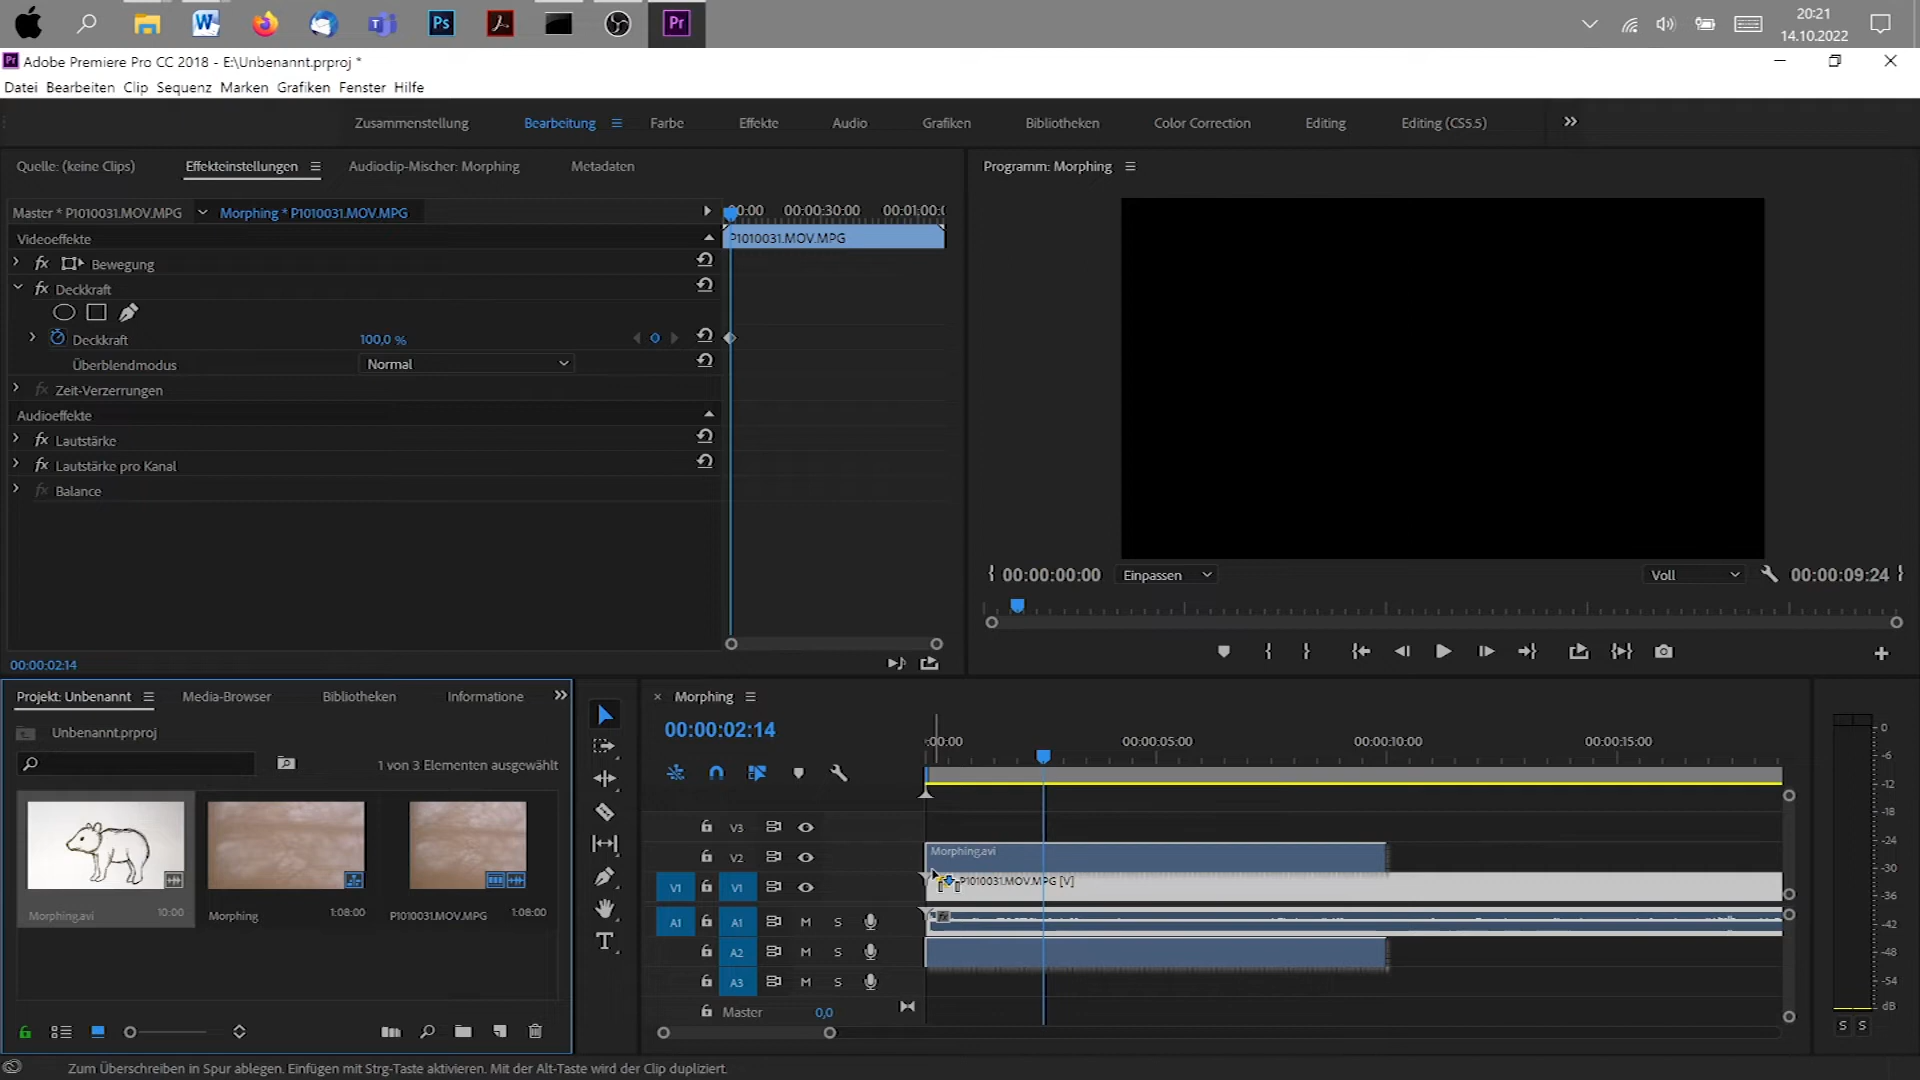 Ps
Pr
20:21
14.10.2022
Pr Adobe Premiere Pro CC 2018 - E:\Unbenannt.prproj *
Datei Bearbeiten Clip Sequenz Marken Grafiken Fenster Hilfe
Zusammenstellung Bearbeitung Farbe Effekte Audio Grafiken Bibliotheken Color Correction Editing Editing (CS5.5)
Quelle: (keine Clips) Effekteinstellungen Audioclip-Mischer: Morphing Metadaten
Programm: Morphing
Master * P1010031.MOV.MPG Morphing * P1010031.MOV.MPG
00:00 00:00:30:00 00:01:00:0
Videoeffekte
P1010031.MOV.MPG
fx Bewegung
fx Deckkraft
Deckkraft 100,0 %
Überblendmodus Normal
fx Zeit-Verzerrungen
Audioeffekte
fx Lautstärke
fx Lautstärke pro Kanal
fx Balance
00:00:02:14
00:00:00:00 Einpassen Voll 00:00:09:24
Projekt: Unbenannt Media-Browser Bibliotheken Informatione
Unbenannt.prproj
1 von 3 Elementen ausgewählt
Morphing.avi 10:00
Morphing 1:08:00
P1010031.MOV.MPG 1:08:00
Morphing
00:00:02:14
:00:00 00:00:05:00 00:00:10:00 00:00:15:00
V3
V2 Morphing.avi
V1 V1 P1010031.MOV.MPG [V]
A1 A1 M S fx
A2 M S
A3 M S
Master 0,0
0
-6
-12
-18
-24
-30
-36
-42
-48
-54
dB
S S
Zum Überschreiben in Spur ablegen. Einfügen mit Strg-Taste aktivieren. Mit der Alt-Taste wird der Clip dupliziert.